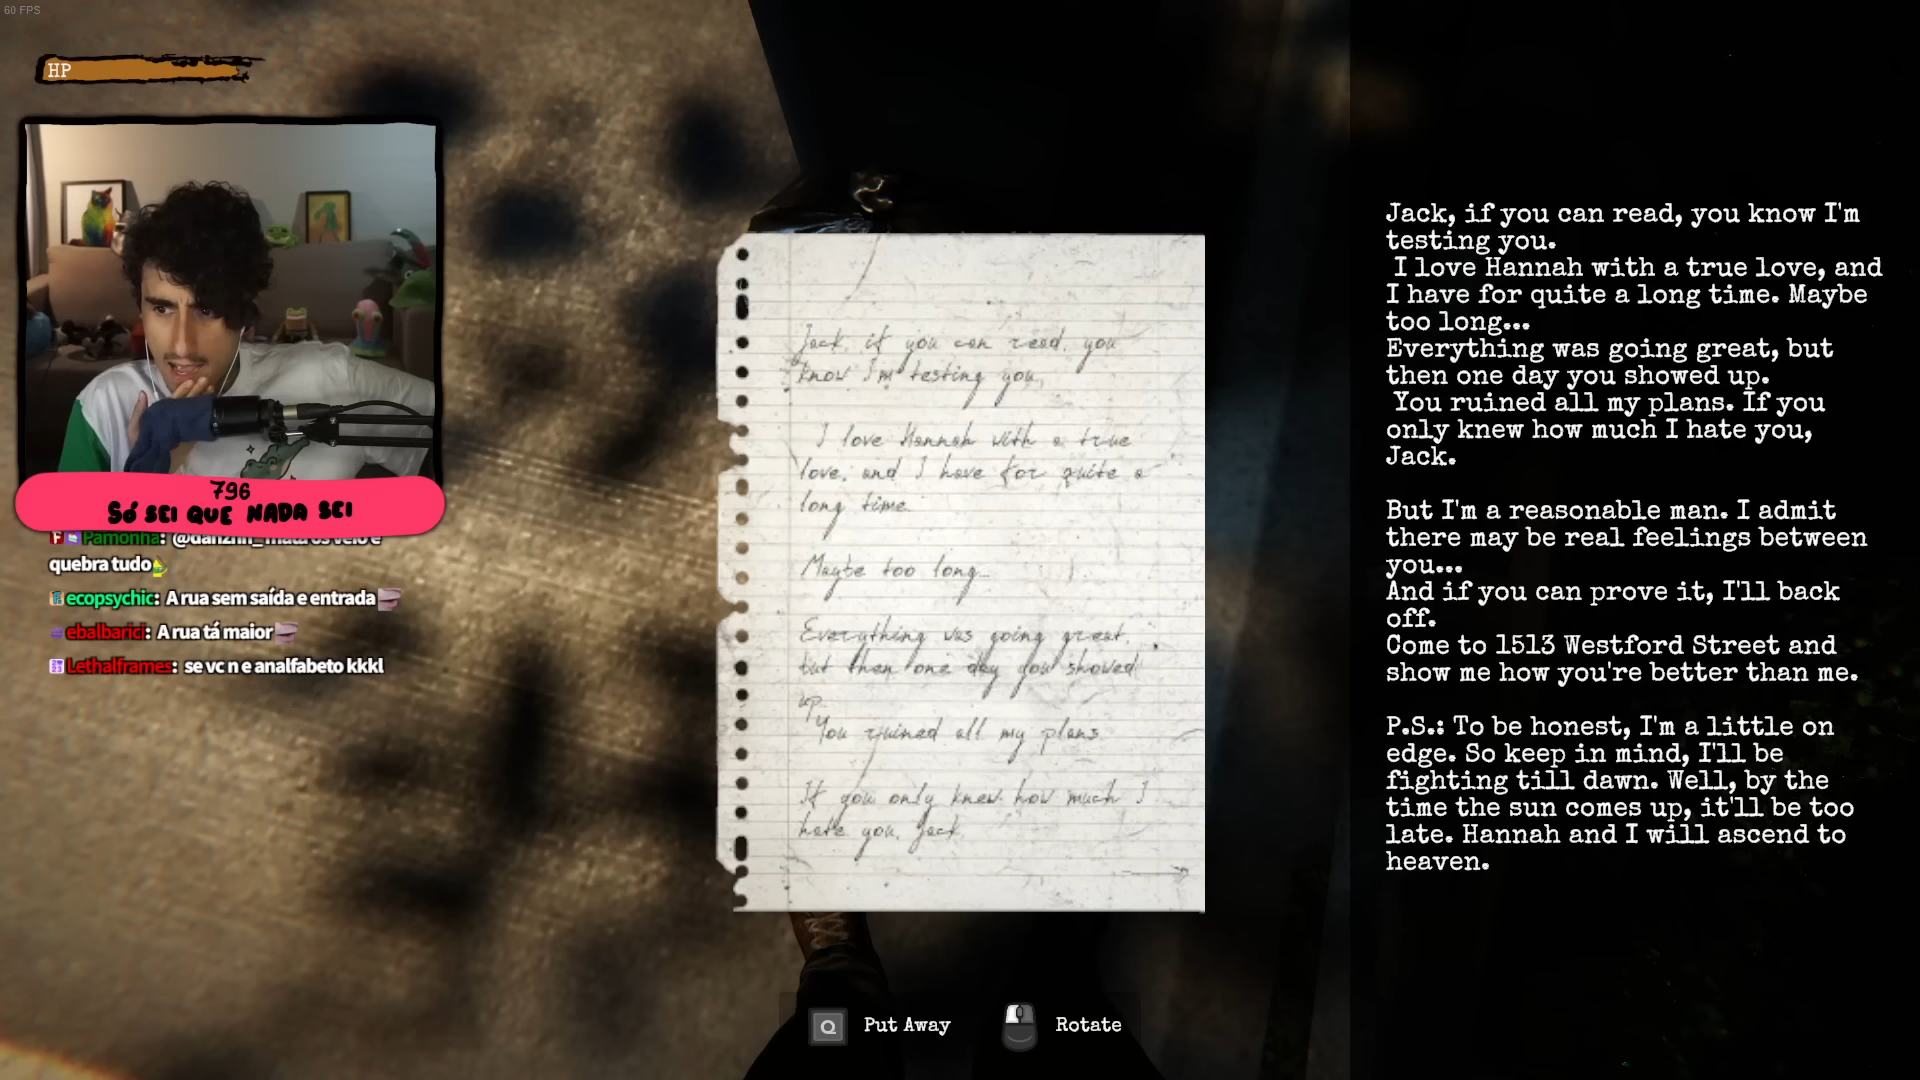 60 FPS
HP
796
Só SEI QUE NADA SEI
Pamonha: @danzinn_mata os veio e
quebra tudo
ecopsychic: A rua sem saída e entrada
ebalbarici: A rua tá maior
Lethalframes: se vc n e analfabeto kkkl
Jack, if you can read, you
know I'm testing you.
I love Hannah with a true
love, and I have for quite a
long time.
Maybe too long...
Everything was going great,
but then one day you showed
up.
You ruined all my plans.
If you only knew how much I
hate you, Jack.
Jack, if you can read, you know I'm
testing you.
I love Hannah with a true love, and
I have for quite a long time. Maybe
too long...
Everything was going great, but
then one day you showed up.
You ruined all my plans. If you
only knew how much I hate you,
Jack.
But I'm a reasonable man. I admit
there may be real feelings between
you...
And if you can prove it, I'll back
off.
Come to 1513 Westford Street and
show me how you're better than me.
P.S.: To be honest, I'm a little on
edge. So keep in mind, I'll be
fighting till dawn. Well, by the
time the sun comes up, it'll be too
late. Hannah and I will ascend to
heaven.
Q Put Away
Rotate